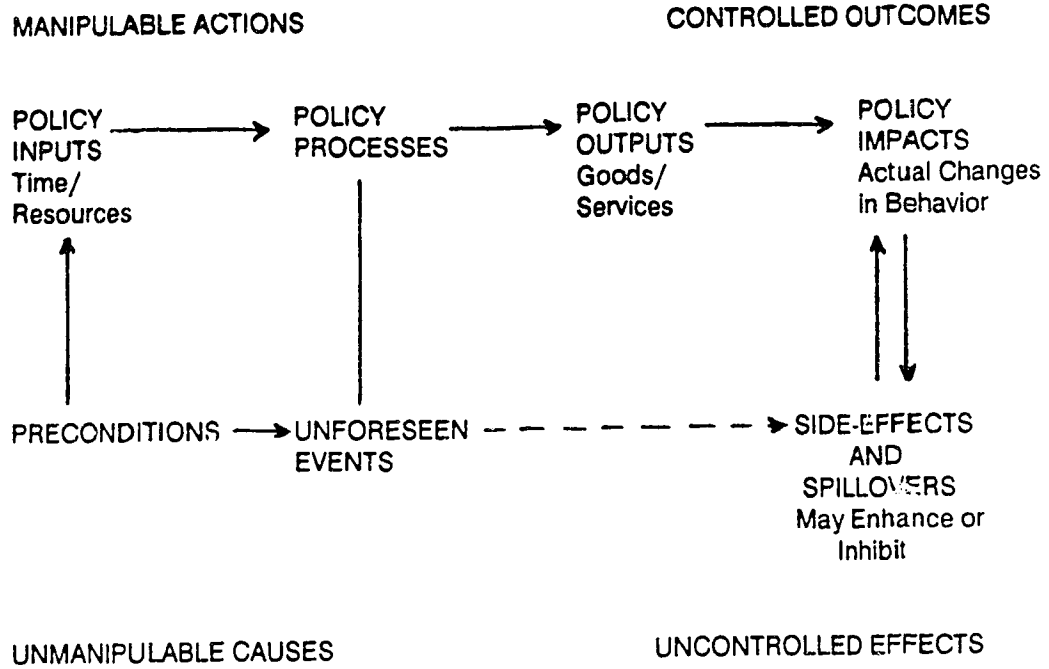 MANIPULABLE ACTIONS
CONTROLLED OUTCOMES
POLICY
INPUTS
Time/
Resources
POLICY
PROCESSES
POLICY
OUTPUTS
Goods/
Services
POLICY
IMPACTS
Actual Changes
in Behavior
PRECONDITIONS
UNFORESEEN
EVENTS
SIDE-EFFECTS
AND
SPILLOVERS
May Enhance or
Inhibit
UNMANIPULABLE CAUSES
UNCONTROLLED EFFECTS